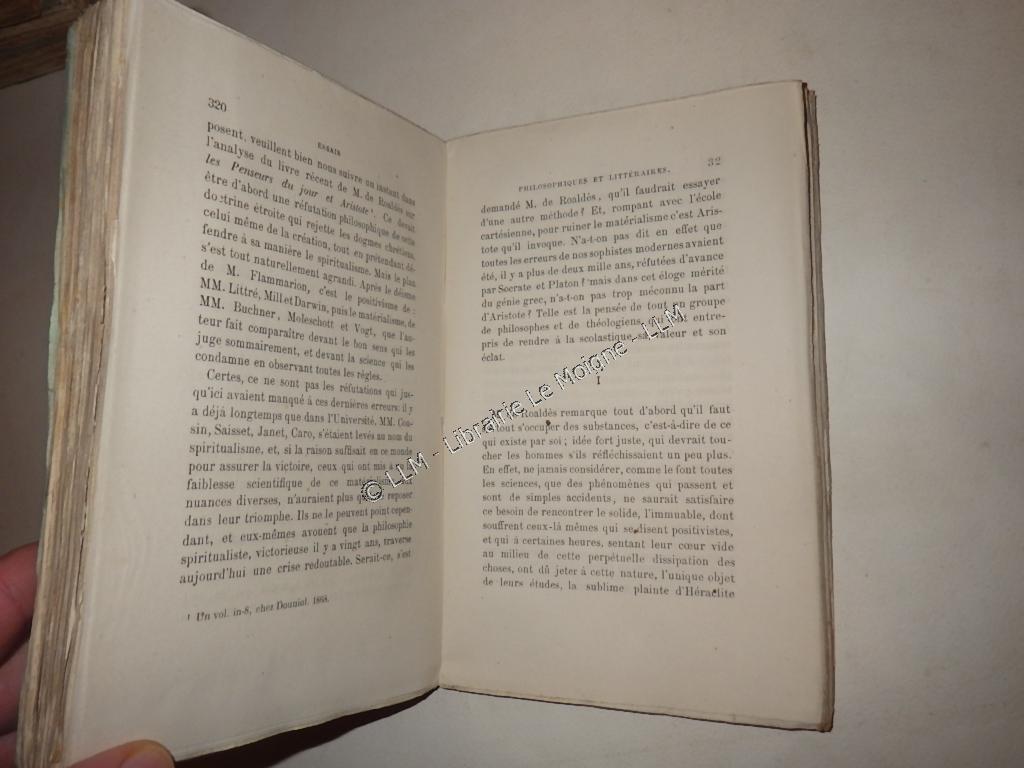 320
ESSAIS
posent, veuillent bien nous suivre un instant dans
l'analyse du livre récent de M. de Roaldès sur
les Penseurs du jour et Aristote¹. Ce devait
être d'abord une réfutation philosophique de cette
doctrine étroite qui rejette les dogmes chrétiens,
celui même de la création, tout en prétendant dé-
fendre à sa manière le spiritualisme. Mais le plan
s'est tout naturellement agrandi. Après le déisme
de M. Flammarion, c'est le positivisme de :
MM. Littré, Mill et Darwin, puis le matérialisme, de
MM. Buchner, Moleschott et Vogt, que l'au-
teur fait comparaître devant le bon sens qui les
juge sommairement, et devant la science qui les
condamne en observant toutes les règles.
Certes, ce ne sont pas les réfutations qui jus-
qu'ici avaient manqué à ces dernières erreurs: il y
a déjà longtemps que dans l'Université, MM. Cou-
sin, Saisset, Janet, Caro, s'étaient levés au nom du
spiritualisme, et, si la raison suffisait en ce monde
pour assurer la victoire, ceux qui ont mis à
faiblesse scientifique de ce
nuances diverses, n'auraient plus reposer
dans leur triomphe. Ils ne le peuvent point cepen-
dant, et eux-mêmes avouent que la philosophie
spiritualiste, victorieuse il y a vingt ans, traverse
aujourd'hui une crise redoutable. Serait-ce, s'est
¹ Un vol. in-8, chez Douniol. 1868.
PHILOSOPHIQUES ET LITTÉRAIRES.
32
demandé M. de Roaldès, qu'il faudrait essayer
d'une autre méthode? Et, rompant avec l'école
cartésienne, pour ruiner le matérialisme c'est Aris-
tote qu'il invoque. N'a-t-on pas dit en effet que
toutes les erreurs de nos sophistes modernes avaient
été, il y a plus de deux mille ans, réfutées d'avance
par Socrate et Platon? mais dans cet éloge mérité
du génie grec, n'a-t-on pas trop méconnu la part
d'Aristote? Telle est la pensée de tout un groupe
de philosophes et de théologiens, qui ont entre-
pris de rendre à la scolastique sa valeur et son
éclat.
I
Roaldès remarque tout d'abord qu'il faut
tout s'occuper des substances, c'est-à-dire de ce
qui existe par soi; idée fort juste, qui devrait tou-
cher les hommes s'ils réfléchissaient un peu plus.
En effet, ne jamais considérer, comme le font toutes
les sciences, que des phénomènes qui passent et
sont de simples accidents, ne saurait satisfaire
ce besoin de rencontrer le solide, l'immuable, dont
souffrent ceux-là mêmes qui se disent positivistes,
et qui à certaines heures, sentant leur cœur vide
au milieu de cette perpétuelle dissipation des
choses, ont dû jeter à cette nature, l'unique objet
de leurs études, la sublime plainte d'Héraclite
© LLM - Librairie Le Moigne - LLM